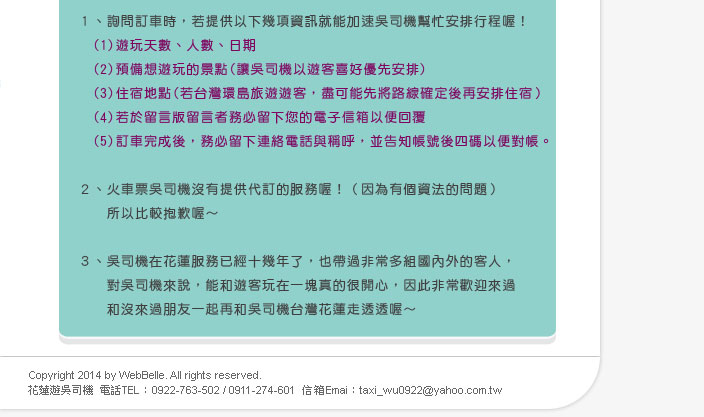 1、詢問訂車時，若提供以下幾項資訊就能加速吳司機幫忙安排行程喔！
(1)遊玩天數、人數、日期
(2)預備想遊玩的景點(讓吳司機以遊客喜好優先安排)
(3)住宿地點(若台灣環島旅遊遊客，盡可能先將路線確定後再安排住宿)
(4)若於留言版留言者務必留下您的電子信箱以便回覆
(5)訂車完成後，務必留下連絡電話與稱呼，並告知帳號後四碼以便對帳。
2、火車票吳司機沒有提供代訂的服務喔！（因為有個資法的問題）
所以比較抱歉喔～
3、吳司機在花蓮服務已經十幾年了，也帶過非常多組國內外的客人，
對吳司機來說，能和遊客玩在一塊真的很開心，因此非常歡迎來過
和沒來過朋友一起再和吳司機台灣花蓮走透透喔～
Copyright 2014 by WebBelle. All rights reserved.
花蓮遊吳司機 電話TEL：0922-763-502 / 0911-274-601 信箱Emai：taxi_wu0922@yahoo.com.tw